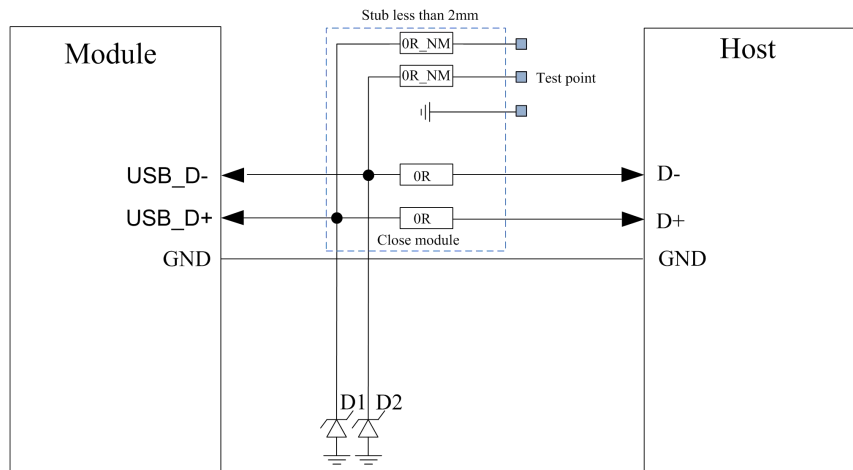 Stub less than 2mm
Module
0R_NM
Host
0R_NM
Test point
USB_D-
0R
D-
USB_D+
0R
D+
Close module
GND
GND
D1
D2